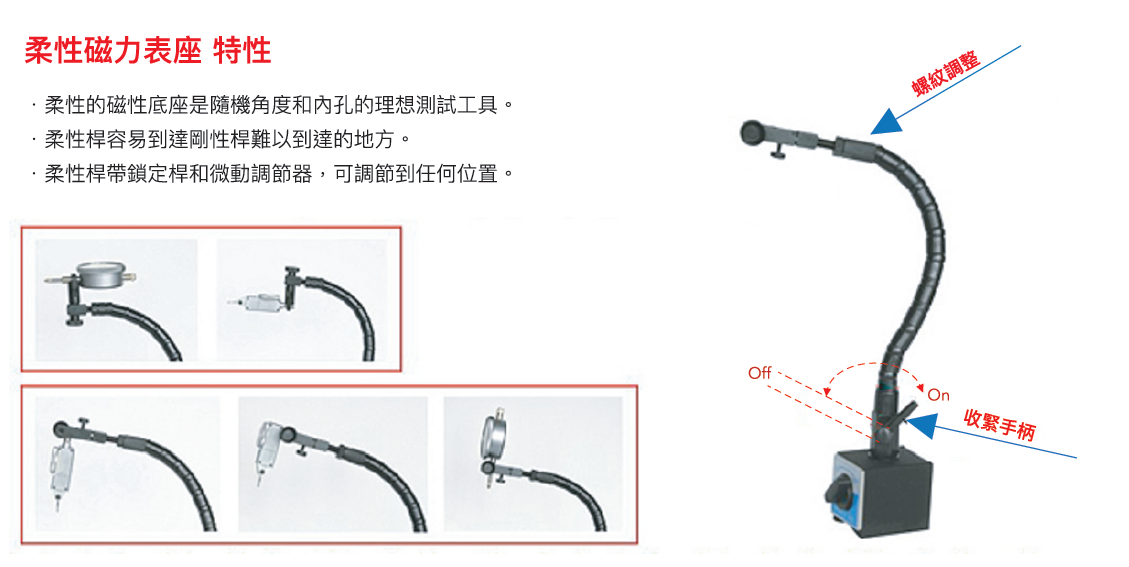 柔性磁力表座 特性
· 柔性的磁性底座是隨機角度和內孔的理想測試工具。
· 柔性桿容易到達剛性桿難以到達的地方。
· 柔性桿帶鎖定桿和微動調節器，可調節到任何位置。
螺紋調整
Off
On
收緊手柄